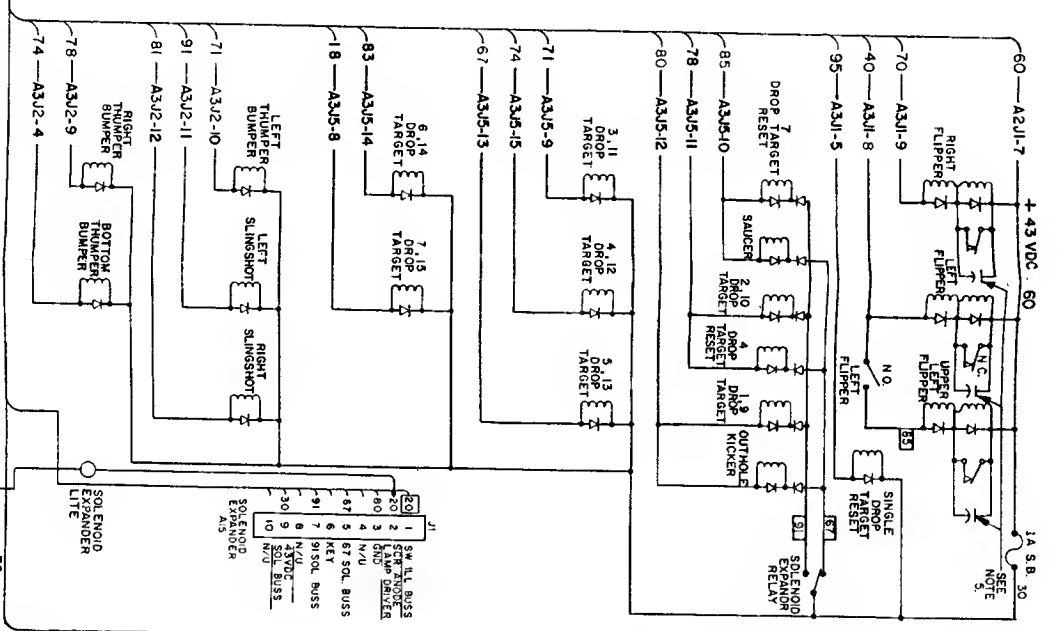 60 — A2J1-7
+ 43 VDC. 60
1A S.B. 30
70 — A3J1-9
RIGHT
FLIPPER
40 — A3J1-8
LEFT
FLIPPER
N.C.
UPPER
LEFT
FLIPPER
SEE
NOTE
5.
N.O.
LEFT
FLIPPER
85
95 — A3J1-5
SINGLE
DROP
TARGET
RESET
7
DROP TARGET
RESET
SAUCER
2,10
DROP
TARGET
4
DROP
TARGET
RESET
1,9
DROP
TARGET
OUTHOLE
KICKER
91
67
SOLENOID
EXPANDR
RELAY
85 — A3J5-10
78 — A3J5-11
80 — A3J5-12
3,11
DROP
TARGET
4,12
DROP
TARGET
5,13
DROP
TARGET
71 — A3J5-9
74 — A3J5-15
67 — A3J5-13
6,14
DROP
TARGET
7,15
DROP
TARGET
83 — A3J5-14
18 — A3J5-8
LEFT
THUMPER
BUMPER
LEFT
SLINGSHOT
RIGHT
SLINGSHOT
71 — A3J2-10
91 — A3J2-11
81 — A3J2-12
RIGHT
THUMPER
BUMPER
BOTTOM
THUMPER
BUMPER
78 — A3J2-9
74 — A3J2-4
SOLENOID
EXPANDER
LITE
J1
20 1 SW ILL BUSS
20 2 SCR ANODE
LAMP DRIVER
80 3 GND
4 N/U
67 5 67 SOL BUSS
6 KEY
91 7 91 SOL BUSS
8 N/U
30 9 43VDC
SOL BUSS
10 N/U
SOLENOID
EXPANDER
A15